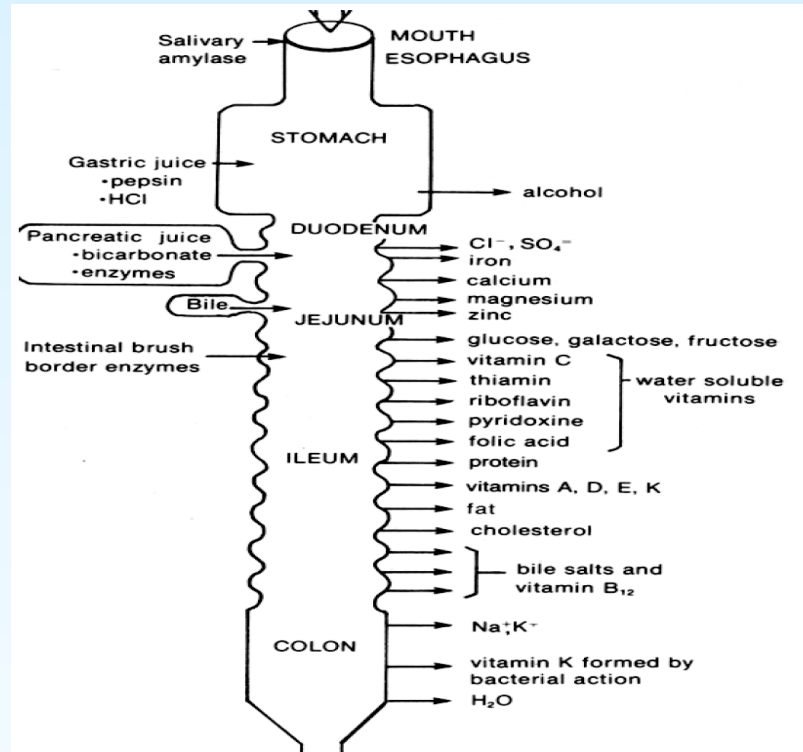 MOUTH
Salivary
amylase
ESOPHAGUS
STOMACH
Gastric juice
•pepsin
•HCl
alcohol
DUODENUM
Pancreatic juice
•bicarbonate
•enzymes
Cl⁻, SO₄⁼
iron
calcium
magnesium
zinc
Bile
JEJUNUM
Intestinal brush
border enzymes
glucose, galactose, fructose
vitamin C
thiamin
riboflavin
pyridoxine
folic acid
water soluble
vitamins
ILEUM
protein
vitamins A, D, E, K
fat
cholesterol
bile salts and
vitamin B₁₂
COLON
Na⁺,K⁺
vitamin K formed by
bacterial action
H₂O